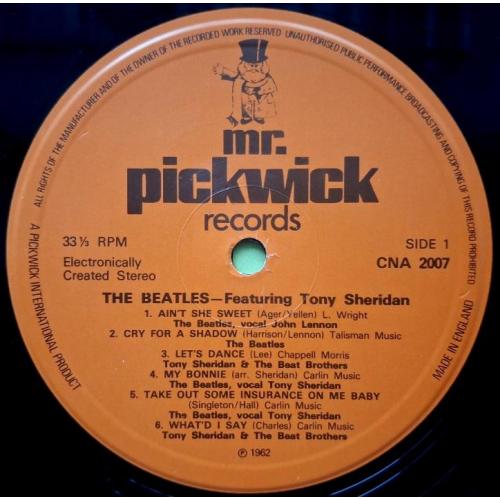 ALL RIGHTS OF THE MANUFACTURER AND OF THE OWNER OF THE RECORDED WORK RESERVED UNAUTHORISED PUBLIC PERFORMANCE BROADCASTING AND COPYING OF THIS RECORD PROHIBITED
mr.
pickwick
records
33⅓ RPM
SIDE 1
Electronically
Created Stereo
CNA 2007
THE BEATLES—Featuring Tony Sheridan
1. AIN'T SHE SWEET (Ager/Yellen) L. Wright
The Beatles, vocal John Lennon
2. CRY FOR A SHADOW (Harrison/Lennon) Talisman Music
The Beatles
3. LET'S DANCE (Lee) Chappell Morris
Tony Sheridan & The Beat Brothers
4. MY BONNIE (arr. Sheridan) Carlin Music
The Beatles, vocal Tony Sheridan
5. TAKE OUT SOME INSURANCE ON ME BABY
(Singleton/Hall) Carlin Music
The Beatles, vocal Tony Sheridan
6. WHAT'D I SAY (Charles) Carlin Music
Tony Sheridan & The Beat Brothers
℗ 1962
A PICKWICK INTERNATIONAL PRODUCT
MADE IN ENGLAND